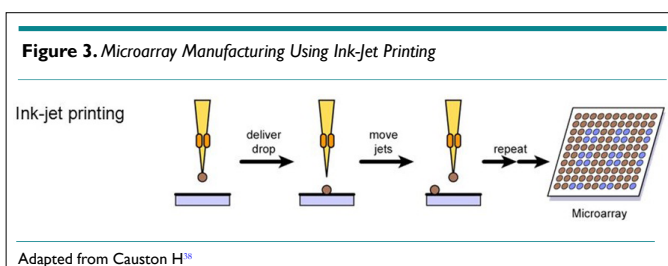 Figure 3. Microarray Manufacturing Using Ink-Jet Printing
Ink-jet printing
deliver
drop
move
jets
repeat
Microarray
Adapted from Causton H38